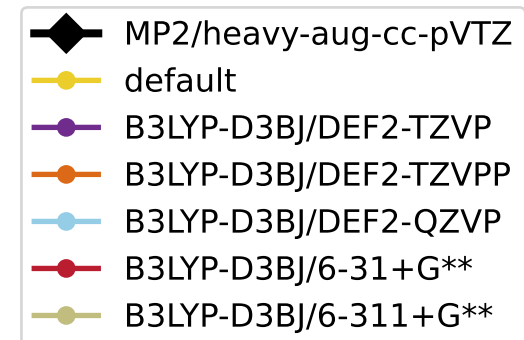 MP2/heavy-aug-cc-pVTZ
default
B3LYP-D3BJ/DEF2-TZVP
B3LYP-D3BJ/DEF2-TZVPP
B3LYP-D3BJ/DEF2-QZVP
B3LYP-D3BJ/6-31+G**
B3LYP-D3BJ/6-311+G**